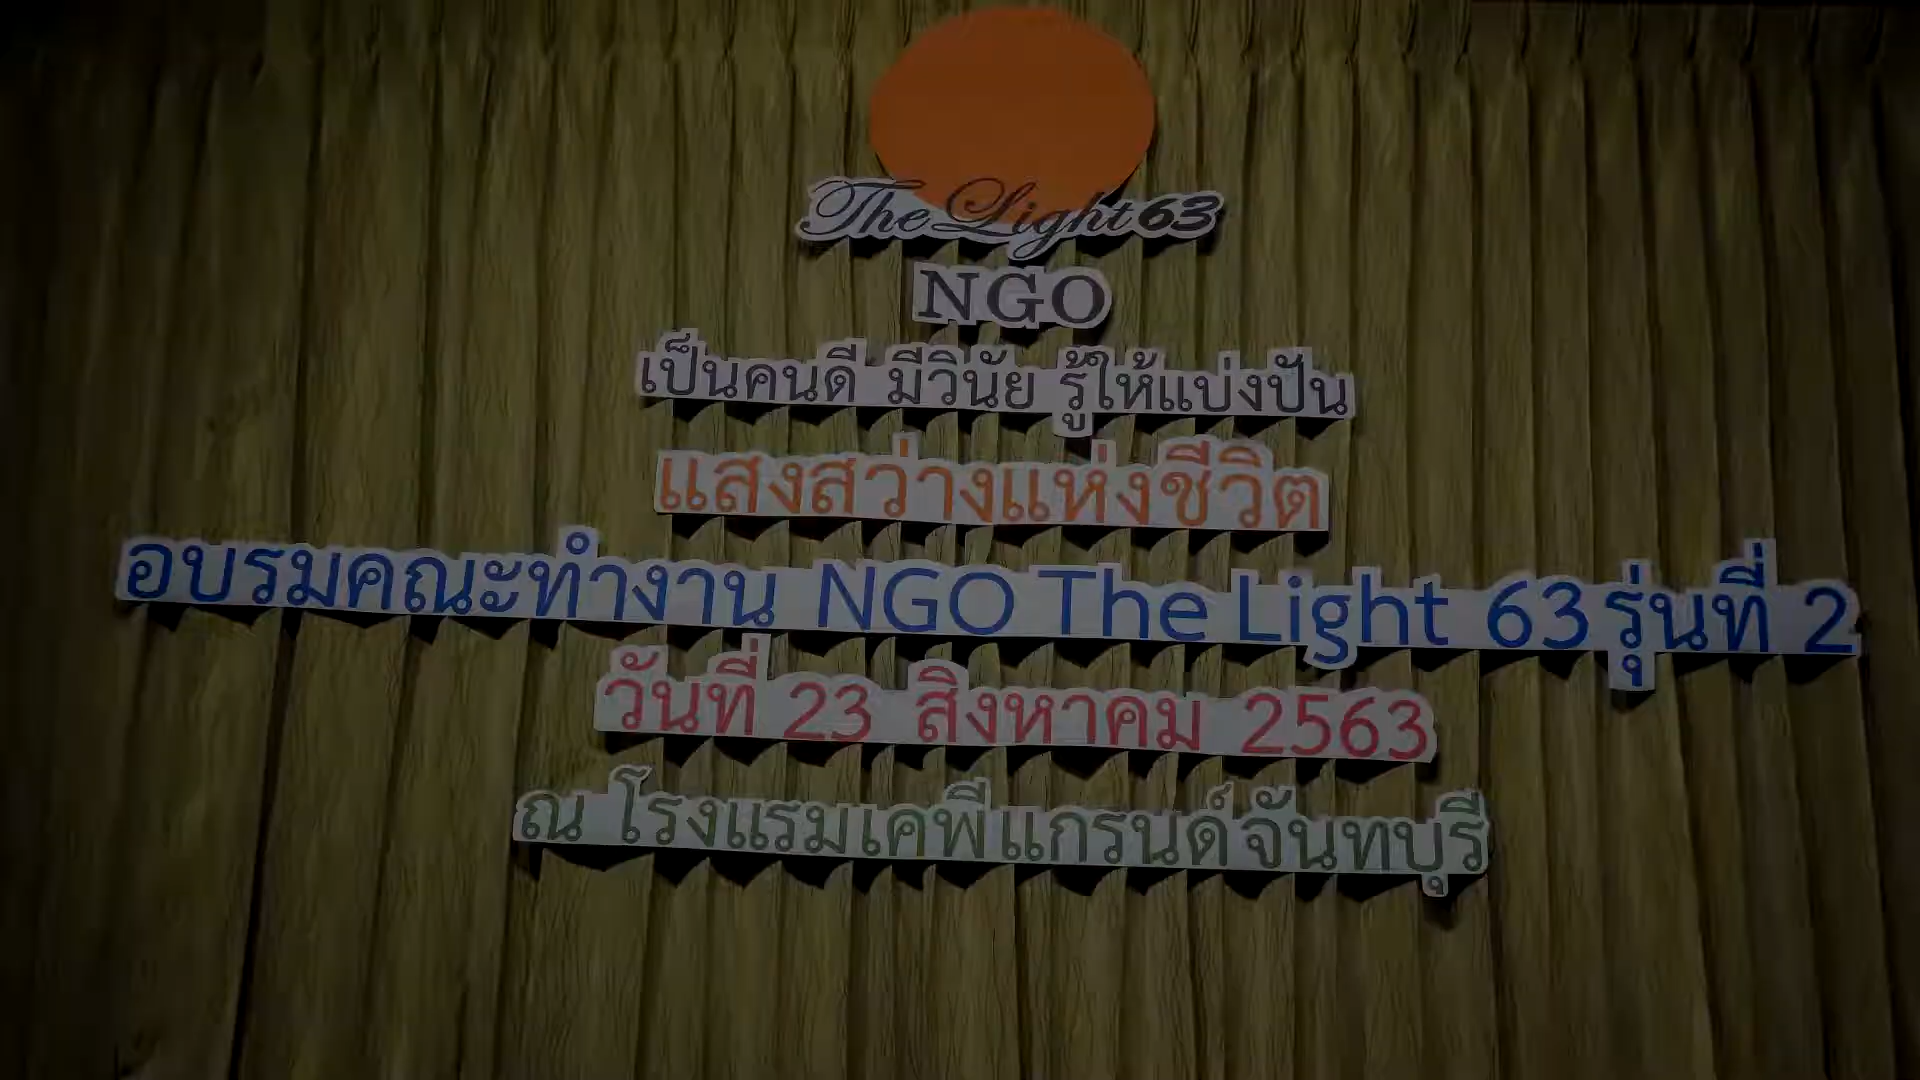 The Light 63
NGO
เป็นคนดี มีวินัย รู้ให้แบ่งปัน
แสงสว่างแห่งชีวิต
อบรมคณะทำงาน NGO The Light 63 รุ่นที่ 2
วันที่ 23 สิงหาคม 2563
ณ โรงแรมเคพีแกรนด์จันทบุรี